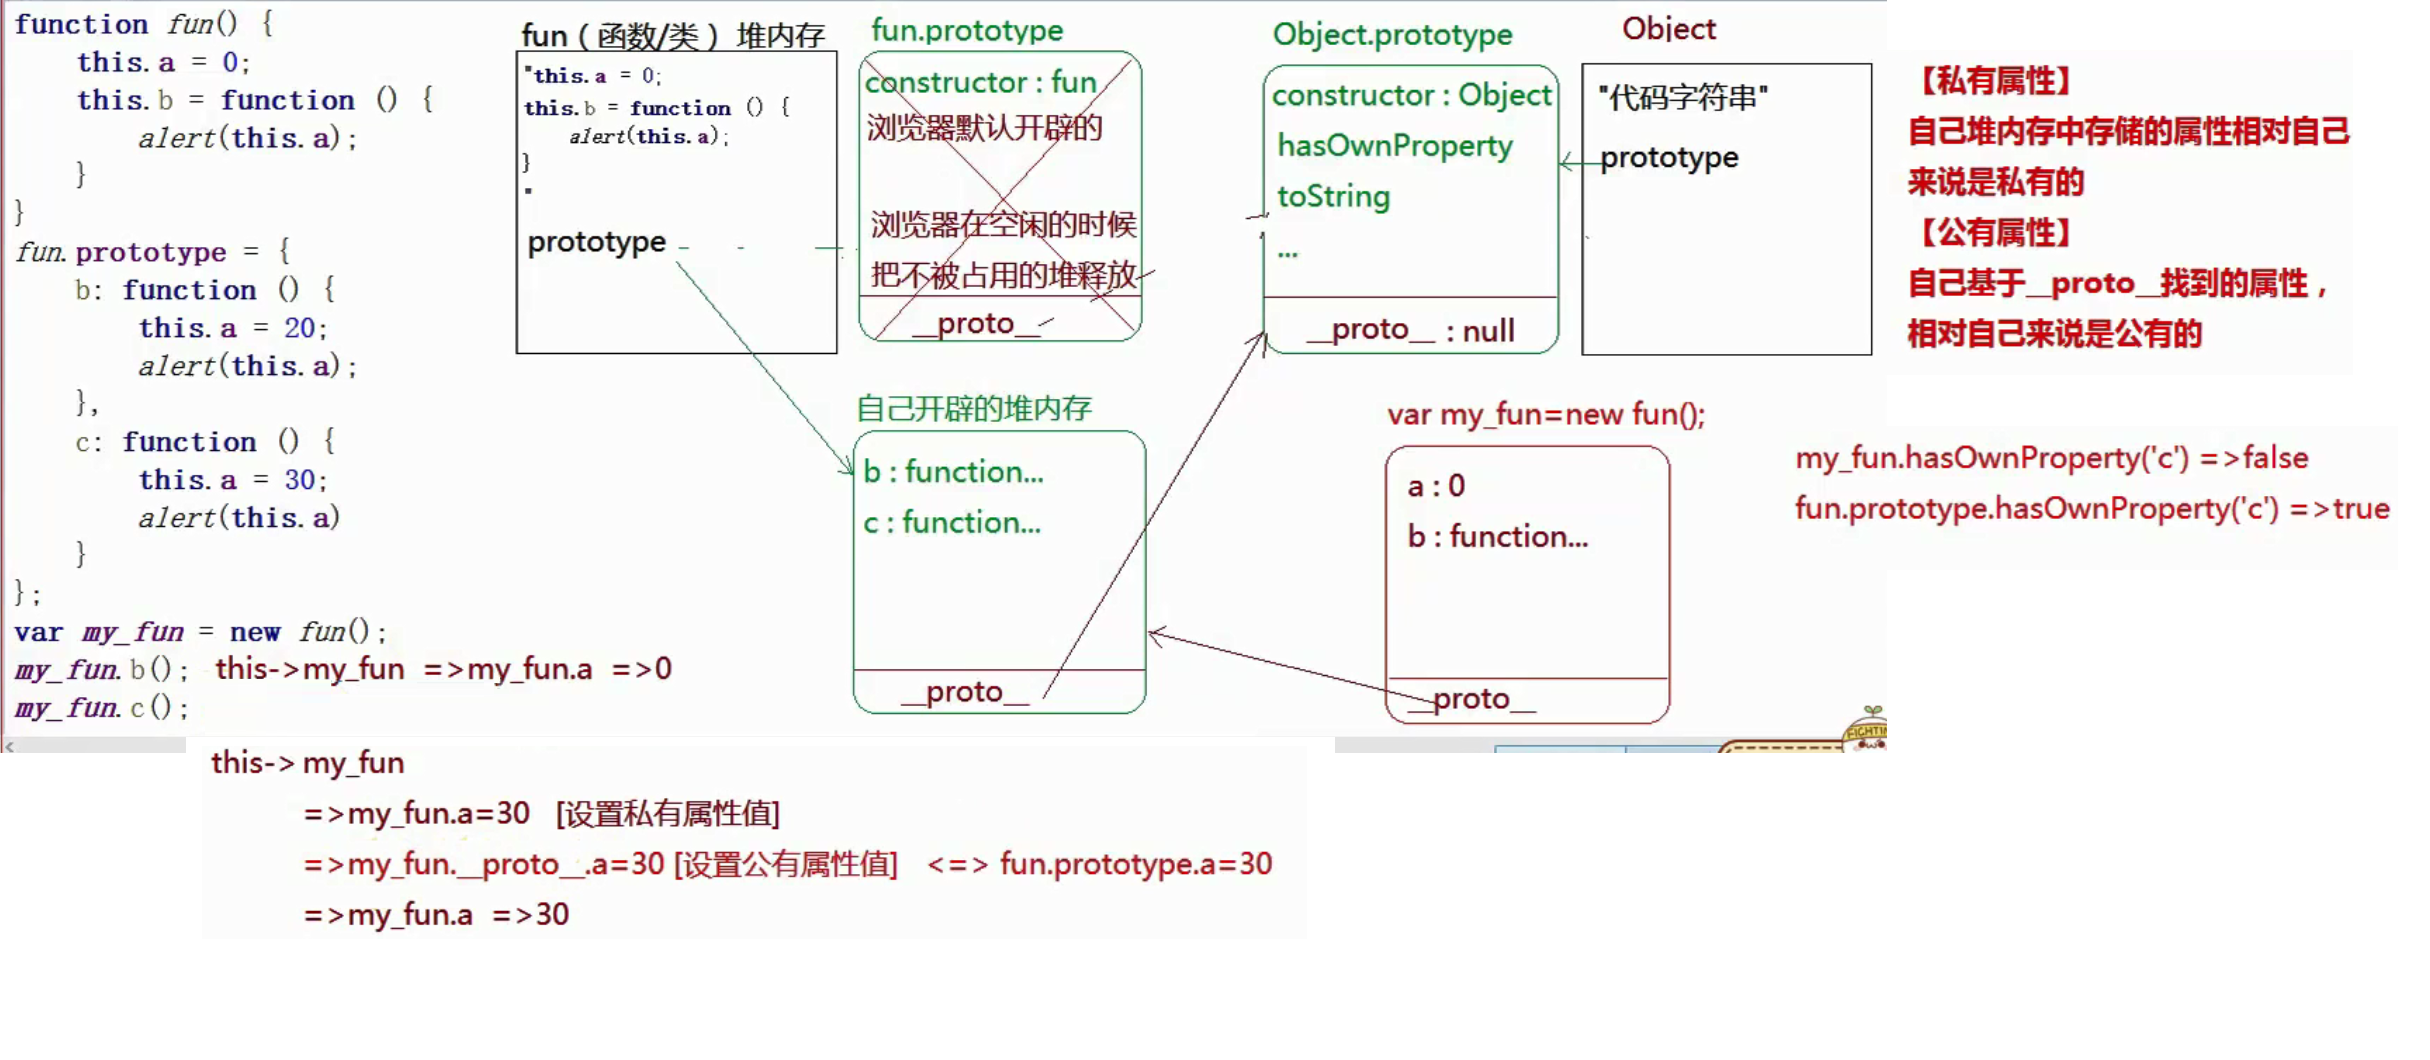 function fun() {
this.a = 0;
this.b = function () {
alert(this.a);
}
}
fun.prototype = {
b: function () {
this.a = 20;
alert(this.a);
},
c: function () {
this.a = 30;
alert(this.a)
}
};
var my_fun = new fun();
my_fun.b(); this->my_fun =>my_fun.a =>0
my_fun.c();
this-> my_fun
=>my_fun.a=30 [设置私有属性值]
=>my_fun.__proto__.a=30 [设置公有属性值] <=> fun.prototype.a=30
=>my_fun.a =>30
fun（函数/类） 堆内存
"this.a = 0;
this.b = function () {
alert(this.a);
}
"
prototype
fun.prototype
constructor : fun
浏览器默认开辟的
浏览器在空闲的时候
把不被占用的堆释放
__proto__
自己开辟的堆内存
b : function...
c : function...
__proto__
Object.prototype
constructor : Object
hasOwnProperty
toString
...
__proto__ : null
Object
"代码字符串"
prototype
var my_fun=new fun();
a : 0
b : function...
__proto__
【私有属性】
自己堆内存中存储的属性相对自己
来说是私有的
【公有属性】
自己基于__proto__找到的属性，
相对自己来说是公有的
my_fun.hasOwnProperty('c') =>false
fun.prototype.hasOwnProperty('c') =>true